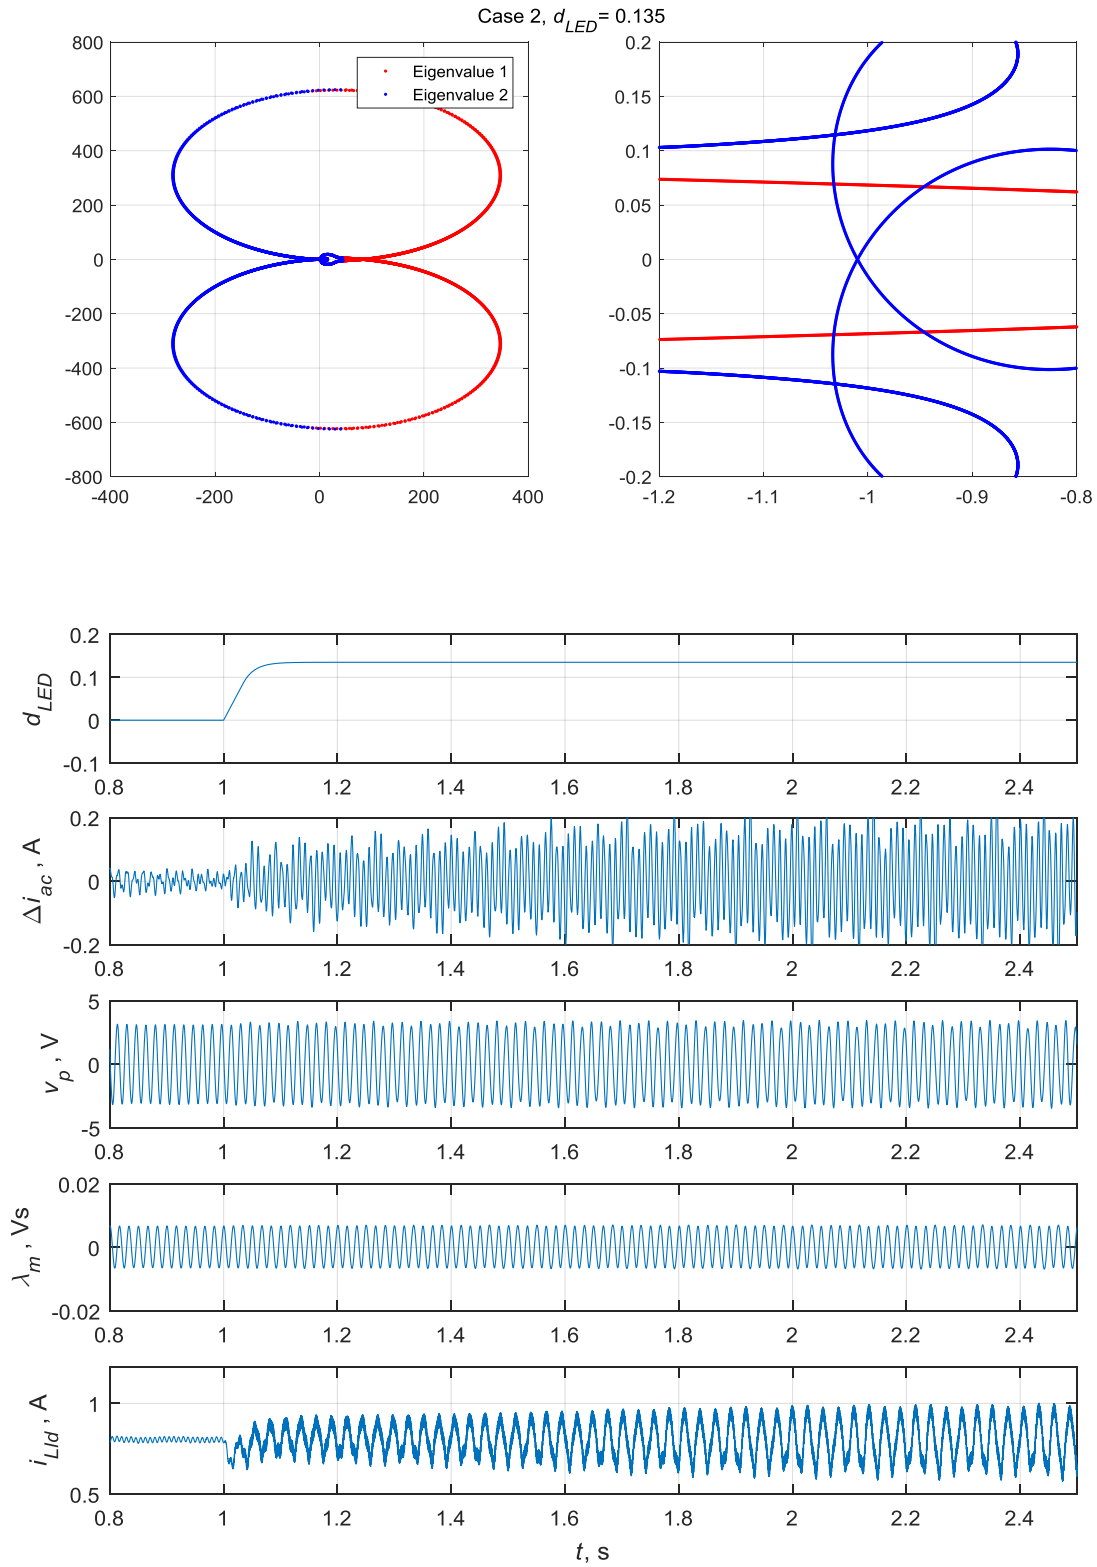 Case 2, d_LED= 0.135
800
600
400
200
0
-200
-400
-600
-800
-400 -200 0 200 400
Eigenvalue 1
Eigenvalue 2
0.2
0.15
0.1
0.05
0
-0.05
-0.1
-0.15
-0.2
-1.2 -1.1 -1 -0.9 -0.8
d_LED
0.2
0.1
0
-0.1
0.8 1 1.2 1.4 1.6 1.8 2 2.2 2.4
Δi_ac, A
0.2
0
-0.2
0.8 1 1.2 1.4 1.6 1.8 2 2.2 2.4
v_p, V
5
0
-5
0.8 1 1.2 1.4 1.6 1.8 2 2.2 2.4
λ_m, Vs
0.02
0
-0.02
0.8 1 1.2 1.4 1.6 1.8 2 2.2 2.4
i_Lld, A
1
0.5
0.8 1 1.2 1.4 1.6 1.8 2 2.2 2.4
t, s